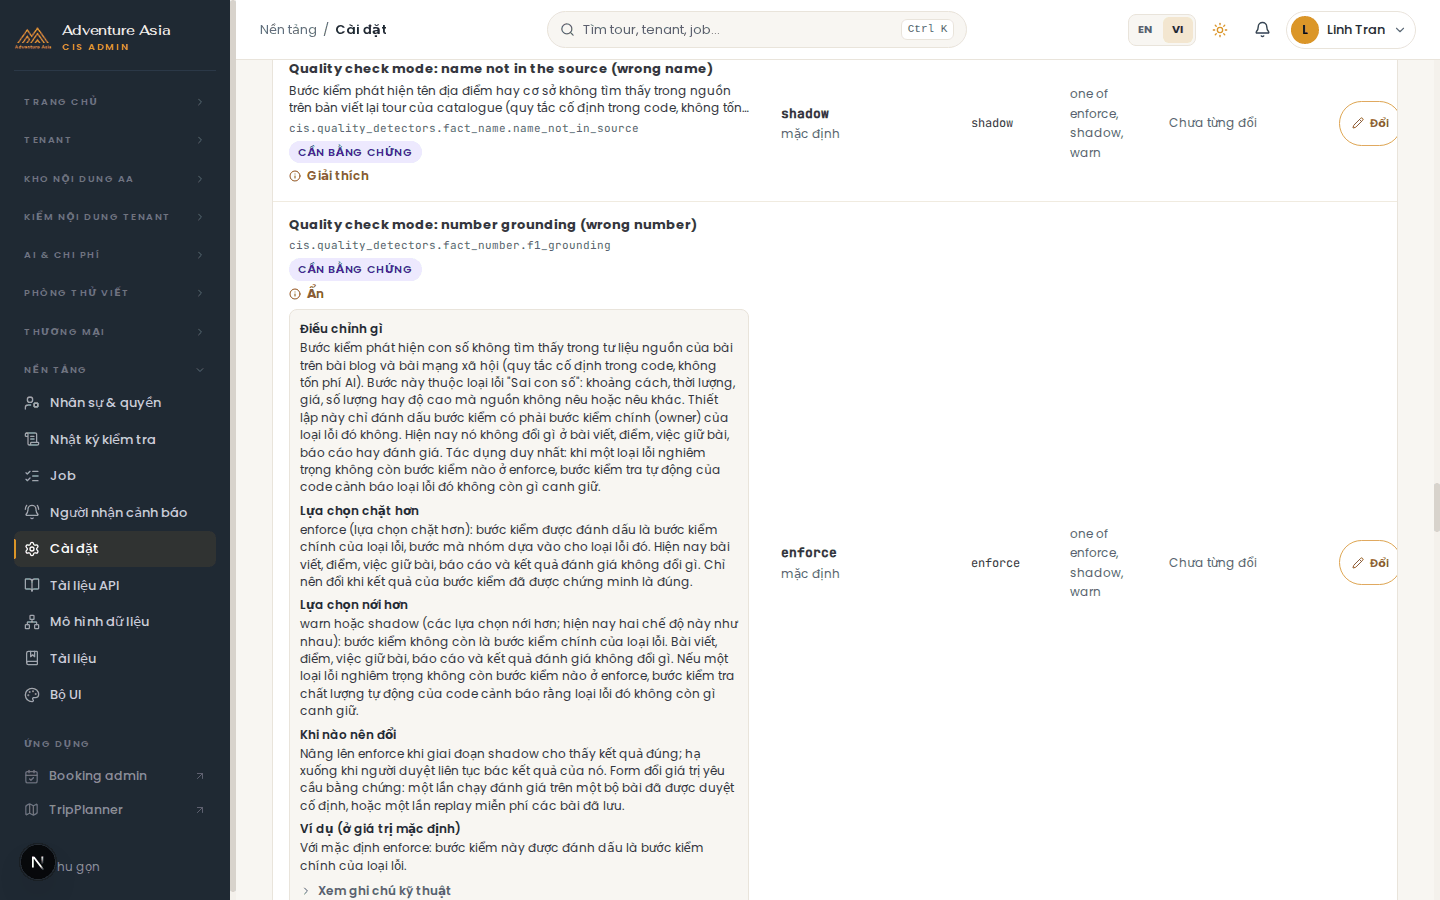 Adventure Asia
CIS ADMIN
Adventure Asia
TRANG CHỦ
TENANT
KHO NỘI DUNG AA
KIỂM NỘI DUNG TENANT
AI & CHI PHÍ
PHÒNG THỬ VIẾT
THƯƠNG MẠI
NỀN TẢNG
Nhân sự & quyền
Nhật ký kiểm tra
Job
Người nhận cảnh báo
Cài đặt
Tài liệu API
Mô hình dữ liệu
Tài liệu
Bộ UI
ỨNG DỤNG
Booking admin
TripPlanner
N
hu gọn
Nền tảng / Cài đặt
Tìm tour, tenant, job...
Ctrl K
EN
VI
L
Linh Tran
Quality check mode: name not in the source (wrong name)
Bước kiểm phát hiện tên địa điểm hay cơ sở không tìm thấy trong nguồn
trên bản viết lại tour của catalogue (quy tắc cố định trong code, không tốn...
cis.quality_detectors.fact_name.name_not_in_source
CẦN BẰNG CHỨNG
Giải thích
shadow
mặc định
shadow
one of
enforce,
shadow,
warn
Chưa từng đổi
Đổi
Quality check mode: number grounding (wrong number)
cis.quality_detectors.fact_number.f1_grounding
CẦN BẰNG CHỨNG
Ẩn
Điều chỉnh gì
Bước kiểm phát hiện con số không tìm thấy trong tư liệu nguồn của bài
trên bài blog và bài mạng xã hội (quy tắc cố định trong code, không
tốn phí AI). Bước này thuộc loại lỗi "Sai con số": khoảng cách, thời lượng,
giá, số lượng hay độ cao mà nguồn không nêu hoặc nêu khác. Thiết
lập này chỉ đánh dấu bước kiểm có phải bước kiểm chính (owner) của
loại lỗi đó không. Hiện nay nó không đổi gì ở bài viết, điểm, việc giữ bài,
báo cáo hay đánh giá. Tác dụng duy nhất: khi một loại lỗi nghiêm
trọng không còn bước kiểm nào ở enforce, bước kiểm tra tự động của
code cảnh báo loại lỗi đó không còn gì canh giữ.
Lựa chọn chặt hơn
enforce (lựa chọn chặt hơn): bước kiểm được đánh dấu là bước kiểm
chính của loại lỗi, bước mà nhóm dựa vào cho loại lỗi đó. Hiện nay bài
viết, điểm, việc giữ bài, báo cáo và kết quả đánh giá không đổi gì. Chỉ
nên đổi khi kết quả của bước kiểm đã được chứng minh là đúng.
Lựa chọn nới hơn
warn hoặc shadow (các lựa chọn nới hơn; hiện nay hai chế độ này như
nhau): bước kiểm không còn là bước kiểm chính của loại lỗi. Bài viết,
điểm, việc giữ bài, báo cáo và kết quả đánh giá không đổi gì. Nếu một
loại lỗi nghiêm trọng không còn bước kiểm nào ở enforce, bước kiểm tra
chất lượng tự động của code cảnh báo rằng loại lỗi đó không còn gì
canh giữ.
Khi nào nên đổi
Nâng lên enforce khi giai đoạn shadow cho thấy kết quả đúng; hạ
xuống khi người duyệt liên tục bác kết quả của nó. Form đổi giá trị yêu
cầu bằng chứng: một lần chạy đánh giá trên một bộ bài đã được duyệt
cố định, hoặc một lần replay miễn phí các bài đã lưu.
Ví dụ (ở giá trị mặc định)
Với mặc định enforce: bước kiểm này được đánh dấu là bước kiểm
chính của loại lỗi.
Xem ghi chú kỹ thuật
enforce
mặc định
enforce
one of
enforce,
shadow,
warn
Chưa từng đổi
Đổi